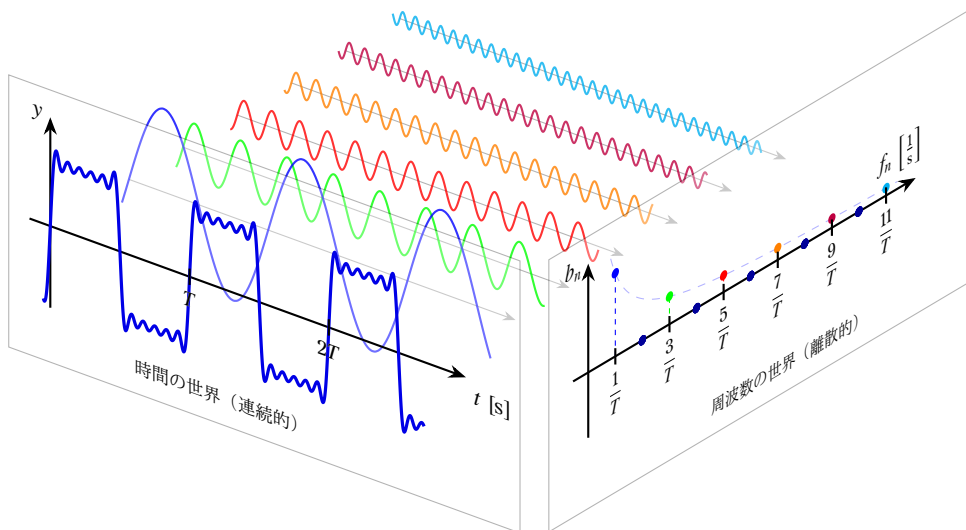 y
T
2T
t [s]
時間の世界（連続的）
b_n
f_n [1/s]
1/T
3/T
5/T
7/T
9/T
11/T
周波数の世界（離散的）